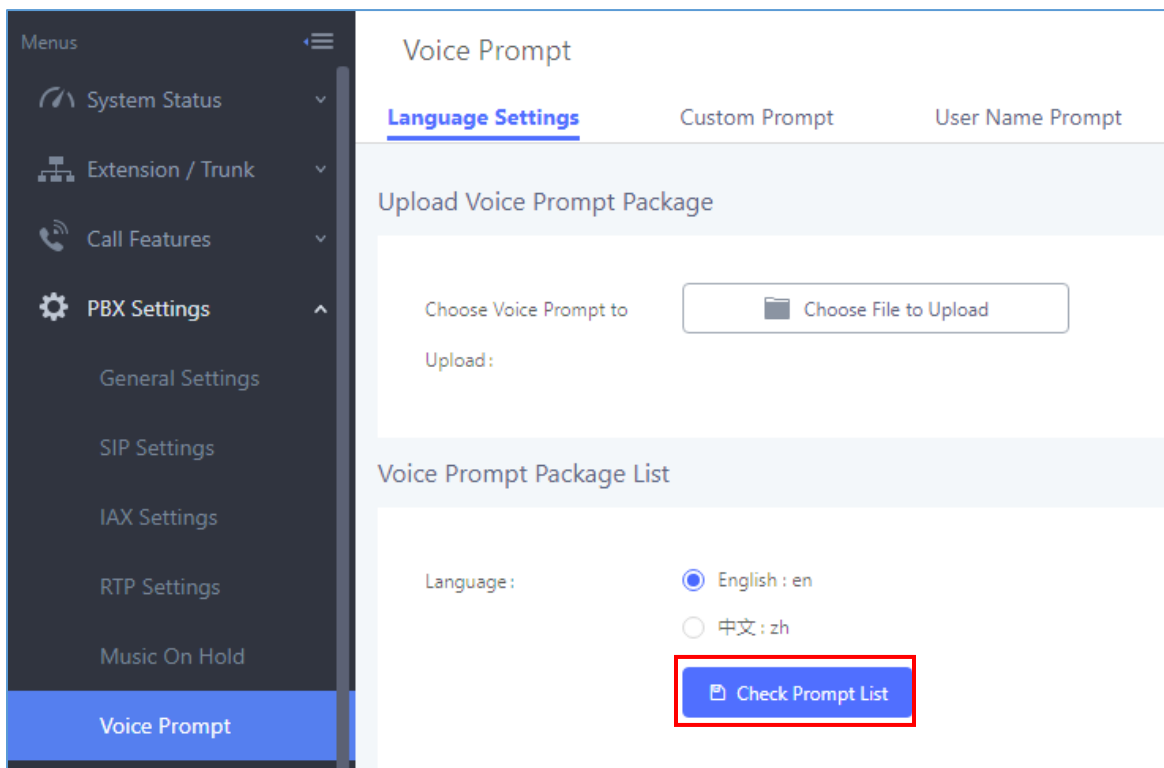 Menus
System Status
Extension / Trunk
Call Features
PBX Settings
General Settings
SIP Settings
IAX Settings
RTP Settings
Music On Hold
Voice Prompt
Voice Prompt
Language Settings
Custom Prompt
User Name Prompt
Upload Voice Prompt Package
Choose Voice Prompt to
Upload :
Choose File to Upload
Voice Prompt Package List
Language :
English : en
中文 : zh
Check Prompt List